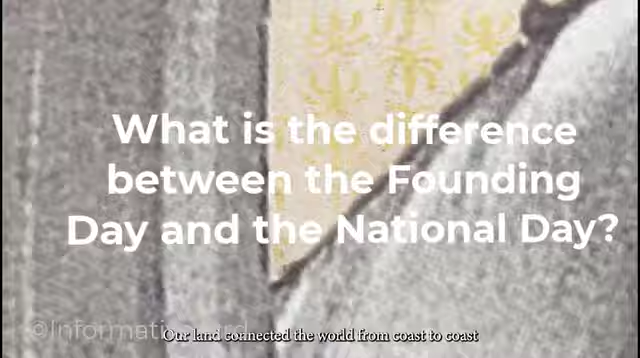 What is the difference
between the Founding
Day and the National Day?
Our land connected the world from coast to coast